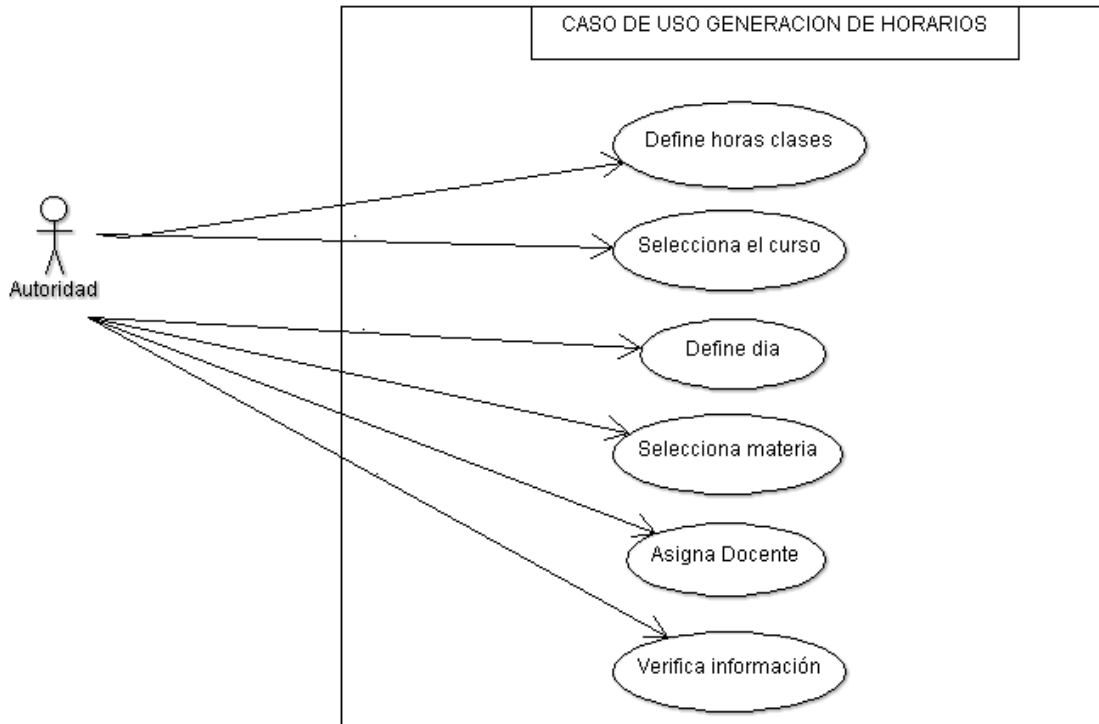 CASO DE USO GENERACION DE HORARIOS
Define horas clases
Selecciona el curso
Autoridad
Define dia
Selecciona materia
Asigna Docente
Verifica información